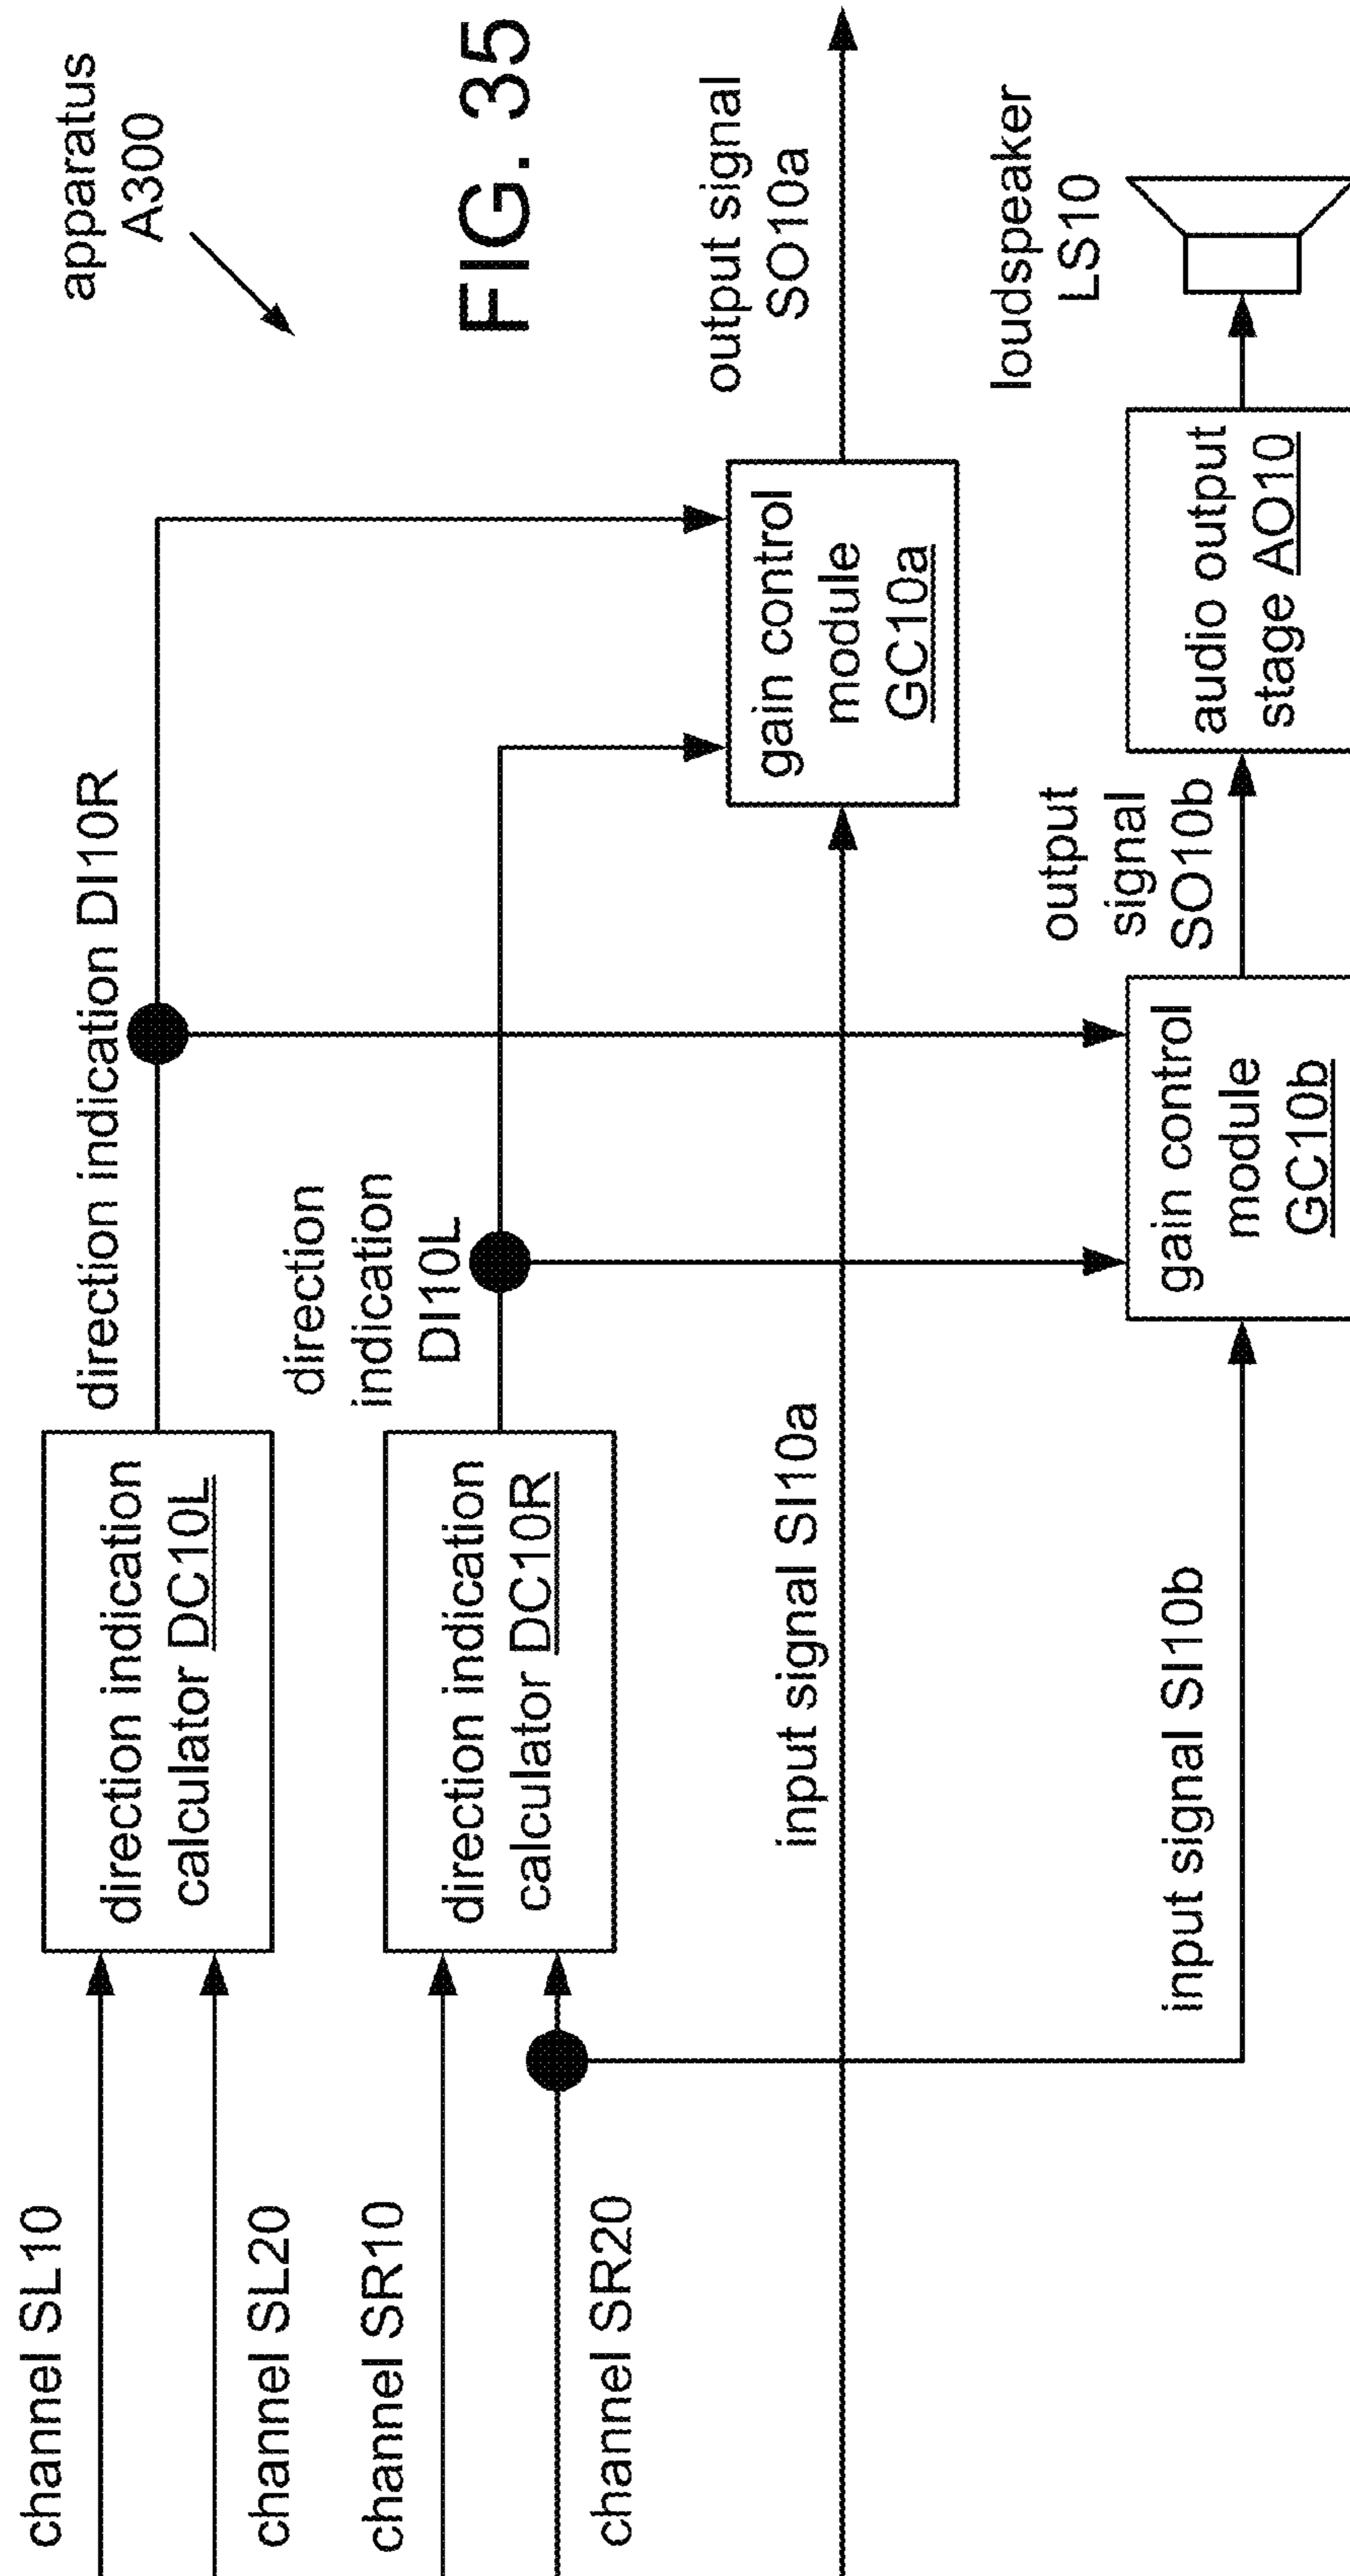 apparatus
A300
FIG. 35
channel SL10
channel SL20
direction indication
calculator DC10L
direction indication DI10R
channel SR10
channel SR20
direction indication
calculator DC10R
direction
indication
DI10L
input signal SI10a
gain control
module
GC10a
output signal
SO10a
input signal SI10b
gain control
module
GC10b
output
signal
SO10b
audio output
stage AO10
loudspeaker
LS10